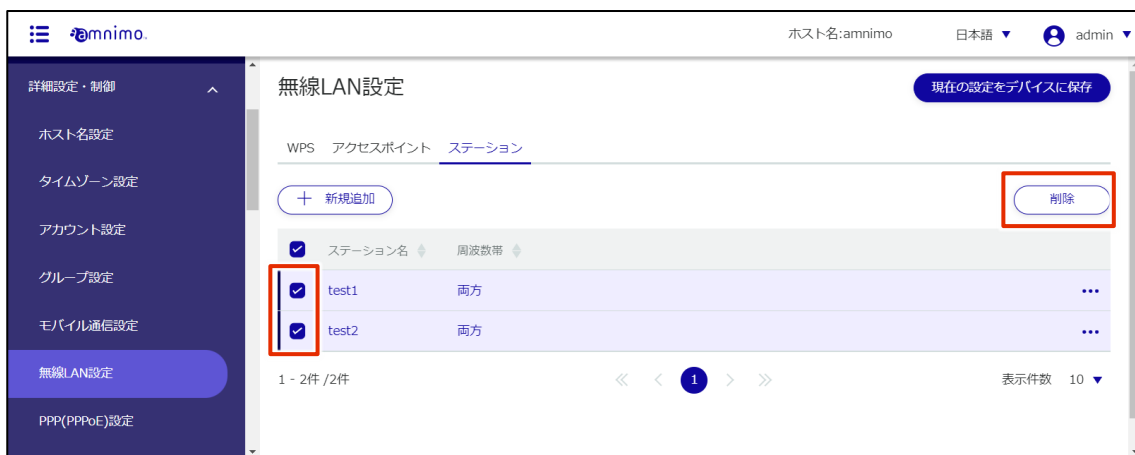 amnimo.
ホスト名:amnimo
日本語 ▼
admin ▼
詳細設定・制御
ホスト名設定
タイムゾーン設定
アカウント設定
グループ設定
モバイル通信設定
無線LAN設定
PPP(PPPoE)設定
無線LAN設定
現在の設定をデバイスに保存
WPS アクセスポイント ステーション
＋ 新規追加
削除
ステーション名 周波数帯
test1 両方 •••
test2 両方 •••
1 - 2件 /2件
≪ < 1 > ≫
表示件数 10 ▼